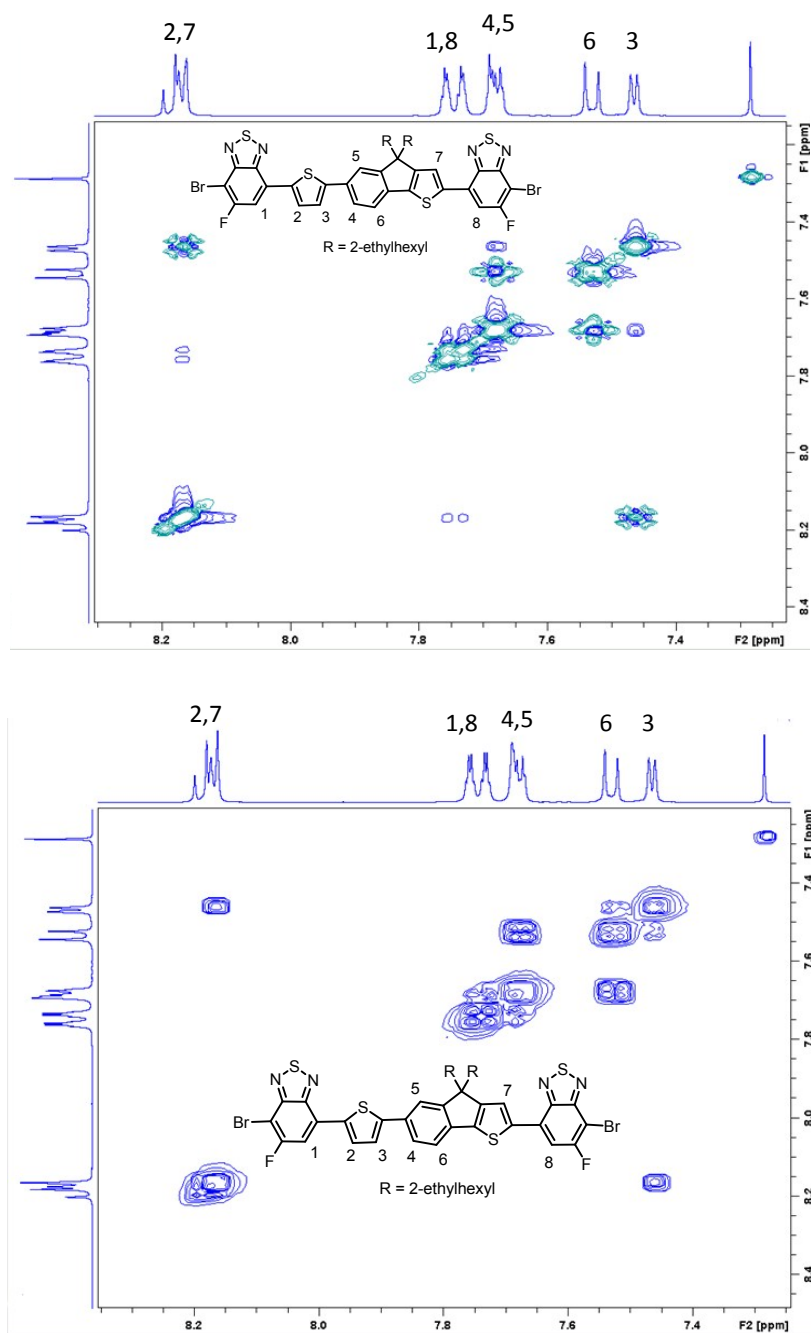 2,7 1,8 4,5 6 3
S R R S
N N 5 7 N N
Br S S Br
F 1 2 3 4 6 8 F
R = 2-ethylhexyl
F1 [ppm]
7.4
7.6
7.8
8.0
8.2
8.4
8.2 8.0 7.8 7.6 7.4 F2 [ppm]
2,7 1,8 4,5 6 3
F1 [ppm]
7.4
7.6
7.8
8.0
8.2
8.4
S R R S
N N 5 7 N N
Br S S Br
F 1 2 3 4 6 8 F
R = 2-ethylhexyl
8.2 8.0 7.8 7.6 7.4 F2 [ppm]